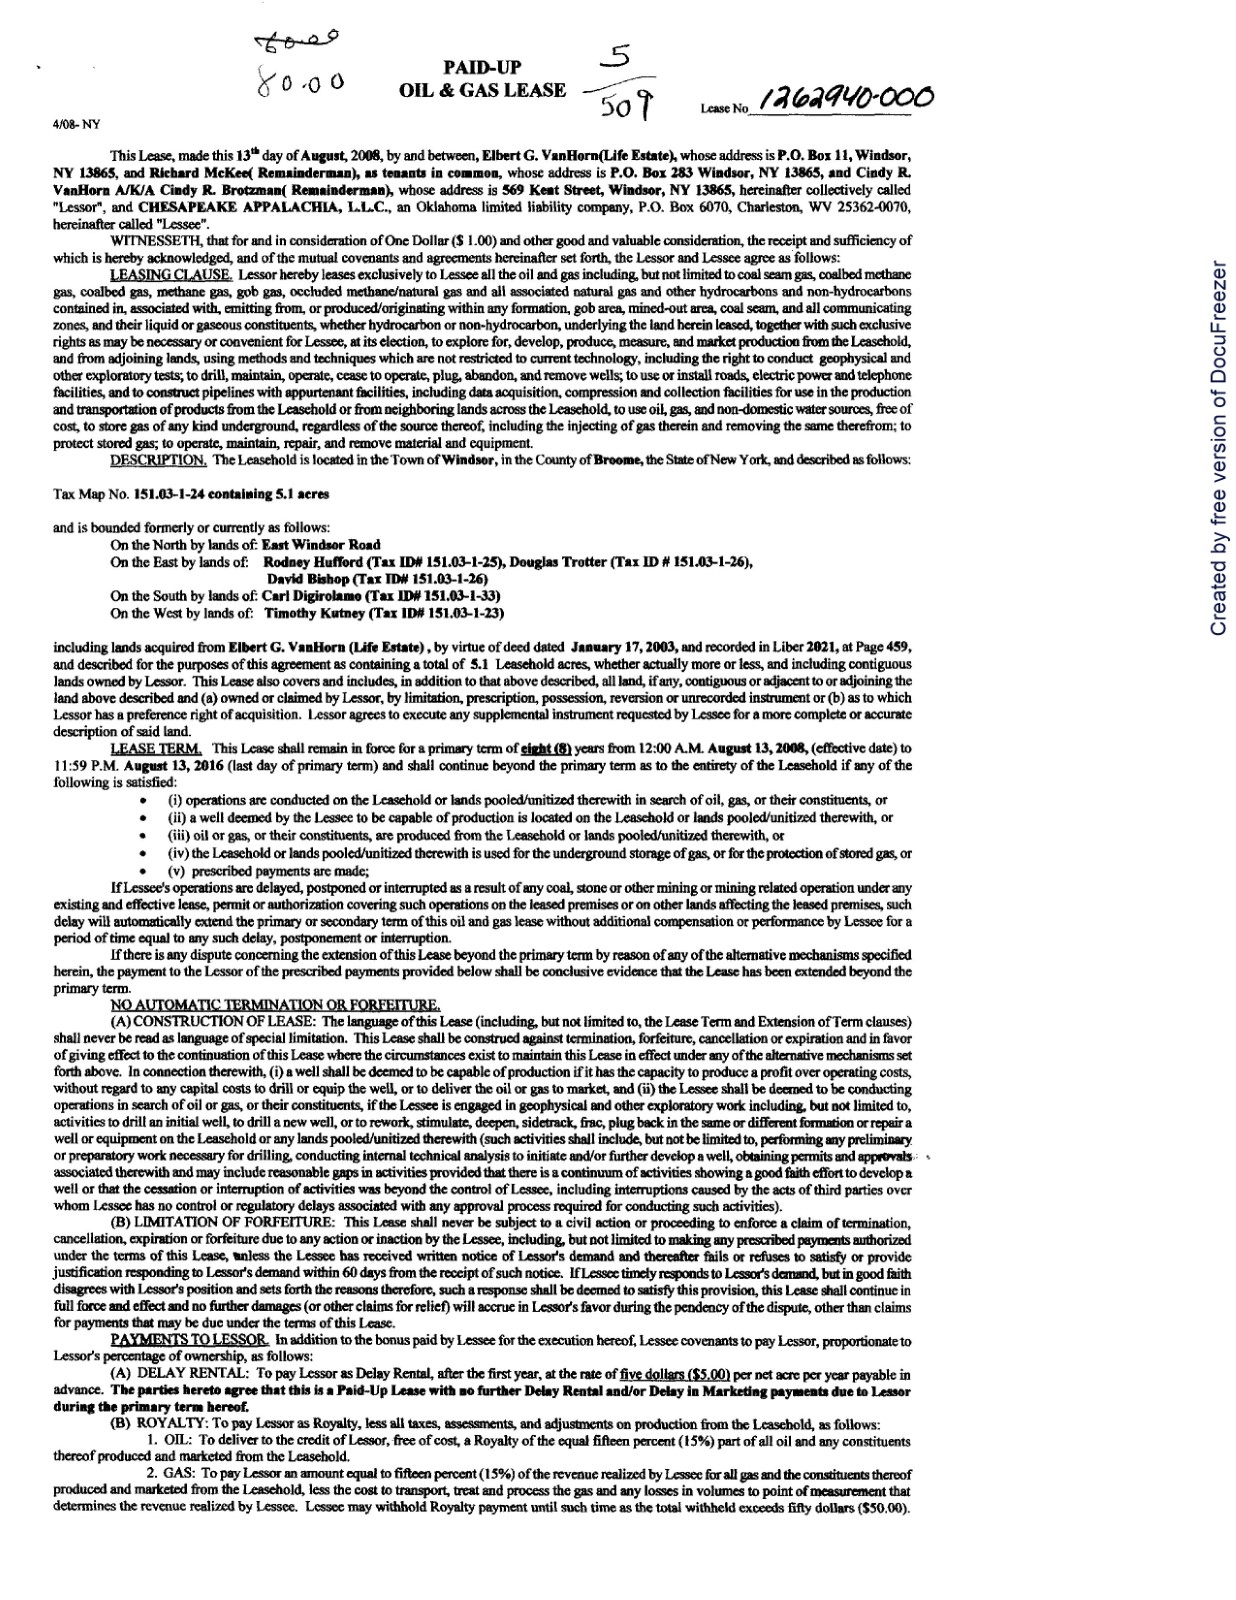 80.00
PAID-UP
OIL & GAS LEASE
5
509
Lease No 1262940-000
4/08- NY
This Lease, made this 13th day of August, 2008, by and between, Elbert G. VanHorn(Life Estate), whose address is P.O. Box 11, Windsor,
NY 13865, and Richard McKee( Remainderman), as tenants in common, whose address is P.O. Box 283 Windsor, NY 13865, and Cindy R.
VanHorn A/K/A Cindy R. Brotzman( Remainderman), whose address is 569 Kent Street, Windsor, NY 13865, hereinafter collectively called
"Lessor", and CHESAPEAKE APPALACHIA, L.L.C., an Oklahoma limited liability company, P.O. Box 6070, Charleston, WV 25362-0070,
hereinafter called "Lessee".
WITNESSETH, that for and in consideration of One Dollar ($ 1.00) and other good and valuable consideration, the receipt and sufficiency of
which is hereby acknowledged, and of the mutual covenants and agreements hereinafter set forth, the Lessor and Lessee agree as follows:
LEASING CLAUSE. Lessor hereby leases exclusively to Lessee all the oil and gas including, but not limited to coal seam gas, coalbed methane
gas, coalbed gas, methane gas, gob gas, occluded methane/natural gas and all associated natural gas and other hydrocarbons and non-hydrocarbons
contained in, associated with, emitting from, or produced/originating within any formation, gob area, mined-out area, coal seam, and all communicating
zones, and their liquid or gaseous constituents, whether hydrocarbon or non-hydrocarbon, underlying the land herein leased, together with such exclusive
rights as may be necessary or convenient for Lessee, at its election, to explore for, develop, produce, measure, and market production from the Leasehold,
and from adjoining lands, using methods and techniques which are not restricted to current technology, including the right to conduct geophysical and
other exploratory tests; to drill, maintain, operate, cease to operate, plug, abandon, and remove wells; to use or install roads, electric power and telephone
facilities, and to construct pipelines with appurtenant facilities, including data acquisition, compression and collection facilities for use in the production
and transportation of products from the Leasehold or from neighboring lands across the Leasehold, to use oil, gas, and non-domestic water sources, free of
cost, to store gas of any kind underground, regardless of the source thereof, including the injecting of gas therein and removing the same therefrom; to
protect stored gas; to operate, maintain, repair, and remove material and equipment.
DESCRIPTION. The Leasehold is located in the Town of Windsor, in the County of Broome, the State of New York, and described as follows:
Tax Map No. 151.03-1-24 containing 5.1 acres
and is bounded formerly or currently as follows:
On the North by lands of: East Windsor Road
On the East by lands of: Rodney Hufford (Tax ID# 151.03-1-25), Douglas Trotter (Tax ID # 151.03-1-26),
David Bishop (Tax ID# 151.03-1-26)
On the South by lands of: Carl Digirolamo (Tax ID# 151.03-1-33)
On the West by lands of: Timothy Kutney (Tax ID# 151.03-1-23)
including lands acquired from Elbert G. VanHorn (Life Estate) , by virtue of deed dated January 17, 2003, and recorded in Liber 2021, at Page 459,
and described for the purposes of this agreement as containing a total of 5.1 Leasehold acres, whether actually more or less, and including contiguous
lands owned by Lessor. This Lease also covers and includes, in addition to that above described, all land, if any, contiguous or adjacent to or adjoining the
land above described and (a) owned or claimed by Lessor, by limitation, prescription, possession, reversion or unrecorded instrument or (b) as to which
Lessor has a preference right of acquisition. Lessor agrees to execute any supplemental instrument requested by Lessee for a more complete or accurate
description of said land.
LEASE TERM. This Lease shall remain in force for a primary term of eight (8) years from 12:00 A.M. August 13, 2008, (effective date) to
11:59 P.M. August 13, 2016 (last day of primary term) and shall continue beyond the primary term as to the entirety of the Leasehold if any of the
following is satisfied:
• (i) operations are conducted on the Leasehold or lands pooled/unitized therewith in search of oil, gas, or their constituents, or
• (ii) a well deemed by the Lessee to be capable of production is located on the Leasehold or lands pooled/unitized therewith, or
• (iii) oil or gas, or their constituents, are produced from the Leasehold or lands pooled/unitized therewith, or
• (iv) the Leasehold or lands pooled/unitized therewith is used for the underground storage of gas, or for the protection of stored gas, or
• (v) prescribed payments are made;
If Lessee's operations are delayed, postponed or interrupted as a result of any coal, stone or other mining or mining related operation under any
existing and effective lease, permit or authorization covering such operations on the leased premises or on other lands affecting the leased premises, such
delay will automatically extend the primary or secondary term of this oil and gas lease without additional compensation or performance by Lessee for a
period of time equal to any such delay, postponement or interruption.
If there is any dispute concerning the extension of this Lease beyond the primary term by reason of any of the alternative mechanisms specified
herein, the payment to the Lessor of the prescribed payments provided below shall be conclusive evidence that the Lease has been extended beyond the
primary term.
NO AUTOMATIC TERMINATION OR FORFEITURE.
(A) CONSTRUCTION OF LEASE: The language of this Lease (including, but not limited to, the Lease Term and Extension of Term clauses)
shall never be read as language of special limitation. This Lease shall be construed against termination, forfeiture, cancellation or expiration and in favor
of giving effect to the continuation of this Lease where the circumstances exist to maintain this Lease in effect under any of the alternative mechanisms set
forth above. In connection therewith, (i) a well shall be deemed to be capable of production if it has the capacity to produce a profit over operating costs,
without regard to any capital costs to drill or equip the well, or to deliver the oil or gas to market, and (ii) the Lessee shall be deemed to be conducting
operations in search of oil or gas, or their constituents, if the Lessee is engaged in geophysical and other exploratory work including, but not limited to,
activities to drill an initial well, to drill a new well, or to rework, stimulate, deepen, sidetrack, frac, plug back in the same or different formation or repair a
well or equipment on the Leasehold or any lands pooled/unitized therewith (such activities shall include, but not be limited to, performing any preliminary
or preparatory work necessary for drilling, conducting internal technical analysis to initiate and/or further develop a well, obtaining permits and approvals
associated therewith and may include reasonable gaps in activities provided that there is a continuum of activities showing a good faith effort to develop a
well or that the cessation or interruption of activities was beyond the control of Lessee, including interruptions caused by the acts of third parties over
whom Lessee has no control or regulatory delays associated with any approval process required for conducting such activities).
(B) LIMITATION OF FORFEITURE: This Lease shall never be subject to a civil action or proceeding to enforce a claim of termination,
cancellation, expiration or forfeiture due to any action or inaction by the Lessee, including, but not limited to making any prescribed payments authorized
under the terms of this Lease, unless the Lessee has received written notice of Lessor's demand and thereafter fails or refuses to satisfy or provide
justification responding to Lessor's demand within 60 days from the receipt of such notice. If Lessee timely responds to Lessor's demand, but in good faith
disagrees with Lessor's position and sets forth the reasons therefore, such a response shall be deemed to satisfy this provision, this Lease shall continue in
full force and effect and no further damages (or other claims for relief) will accrue in Lessor's favor during the pendency of the dispute, other than claims
for payments that may be due under the terms of this Lease.
PAYMENTS TO LESSOR. In addition to the bonus paid by Lessee for the execution hereof, Lessee covenants to pay Lessor, proportionate to
Lessor's percentage of ownership, as follows:
(A) DELAY RENTAL: To pay Lessor as Delay Rental, after the first year, at the rate of five dollars ($5.00) per net acre per year payable in
advance. The parties hereto agree that this is a Paid-Up Lease with no further Delay Rental and/or Delay in Marketing payments due to Lessor
during the primary term hereof.
(B) ROYALTY: To pay Lessor as Royalty, less all taxes, assessments, and adjustments on production from the Leasehold, as follows:
1. OIL: To deliver to the credit of Lessor, free of cost, a Royalty of the equal fifteen percent (15%) part of all oil and any constituents
thereof produced and marketed from the Leasehold.
2. GAS: To pay Lessor an amount equal to fifteen percent (15%) of the revenue realized by Lessee for all gas and the constituents thereof
produced and marketed from the Leasehold, less the cost to transport, treat and process the gas and any losses in volumes to point of measurement that
determines the revenue realized by Lessee. Lessee may withhold Royalty payment until such time as the total withheld exceeds fifty dollars ($50.00).
Created by free version of DocuFreezer